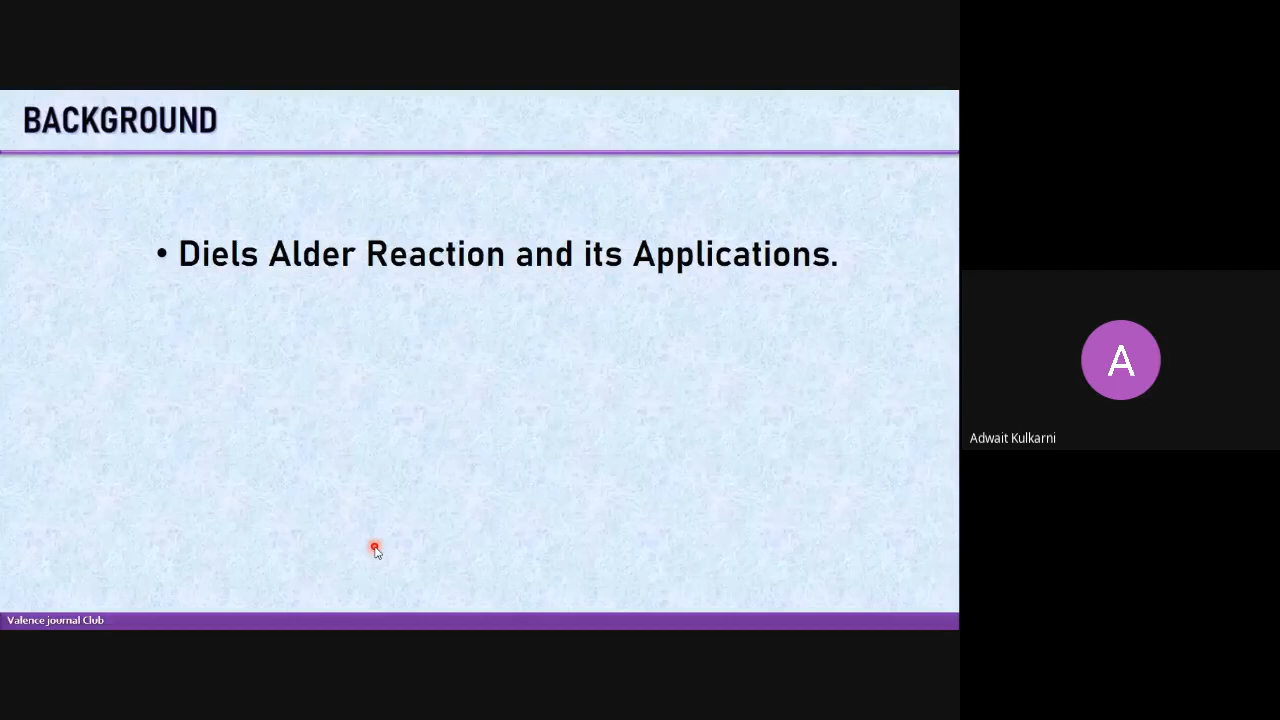 BACKGROUND
• Diels Alder Reaction and its Applications.
A
Adwait Kulkarni
Valence journal Club